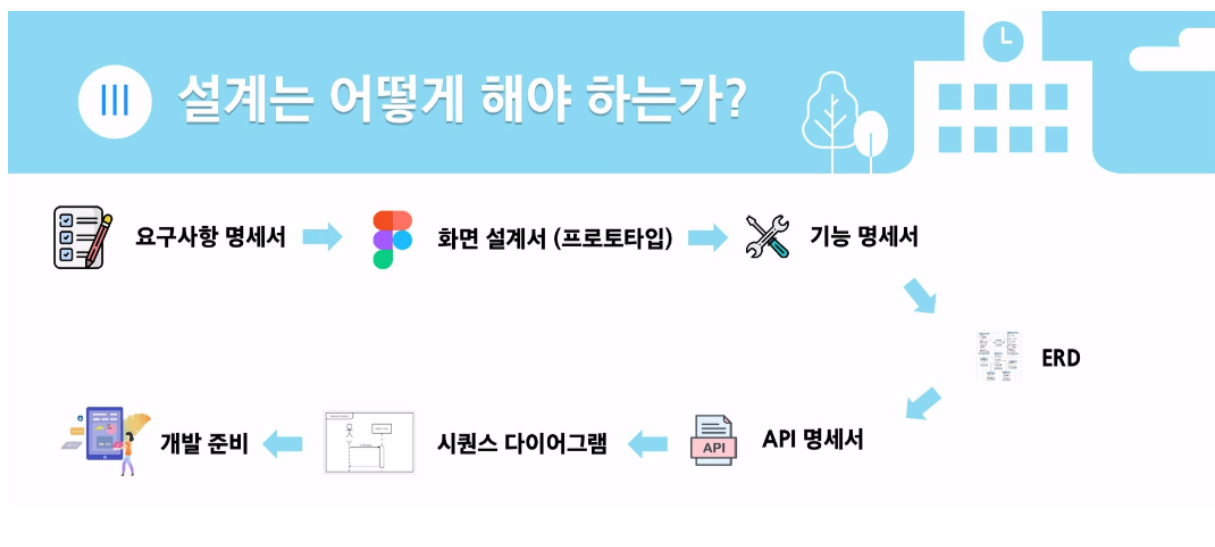 III 설계는 어떻게 해야 하는가?
요구사항 명세서
화면 설계서 (프로토타입)
기능 명세서
ERD
API
API 명세서
시퀀스 다이어그램
개발 준비